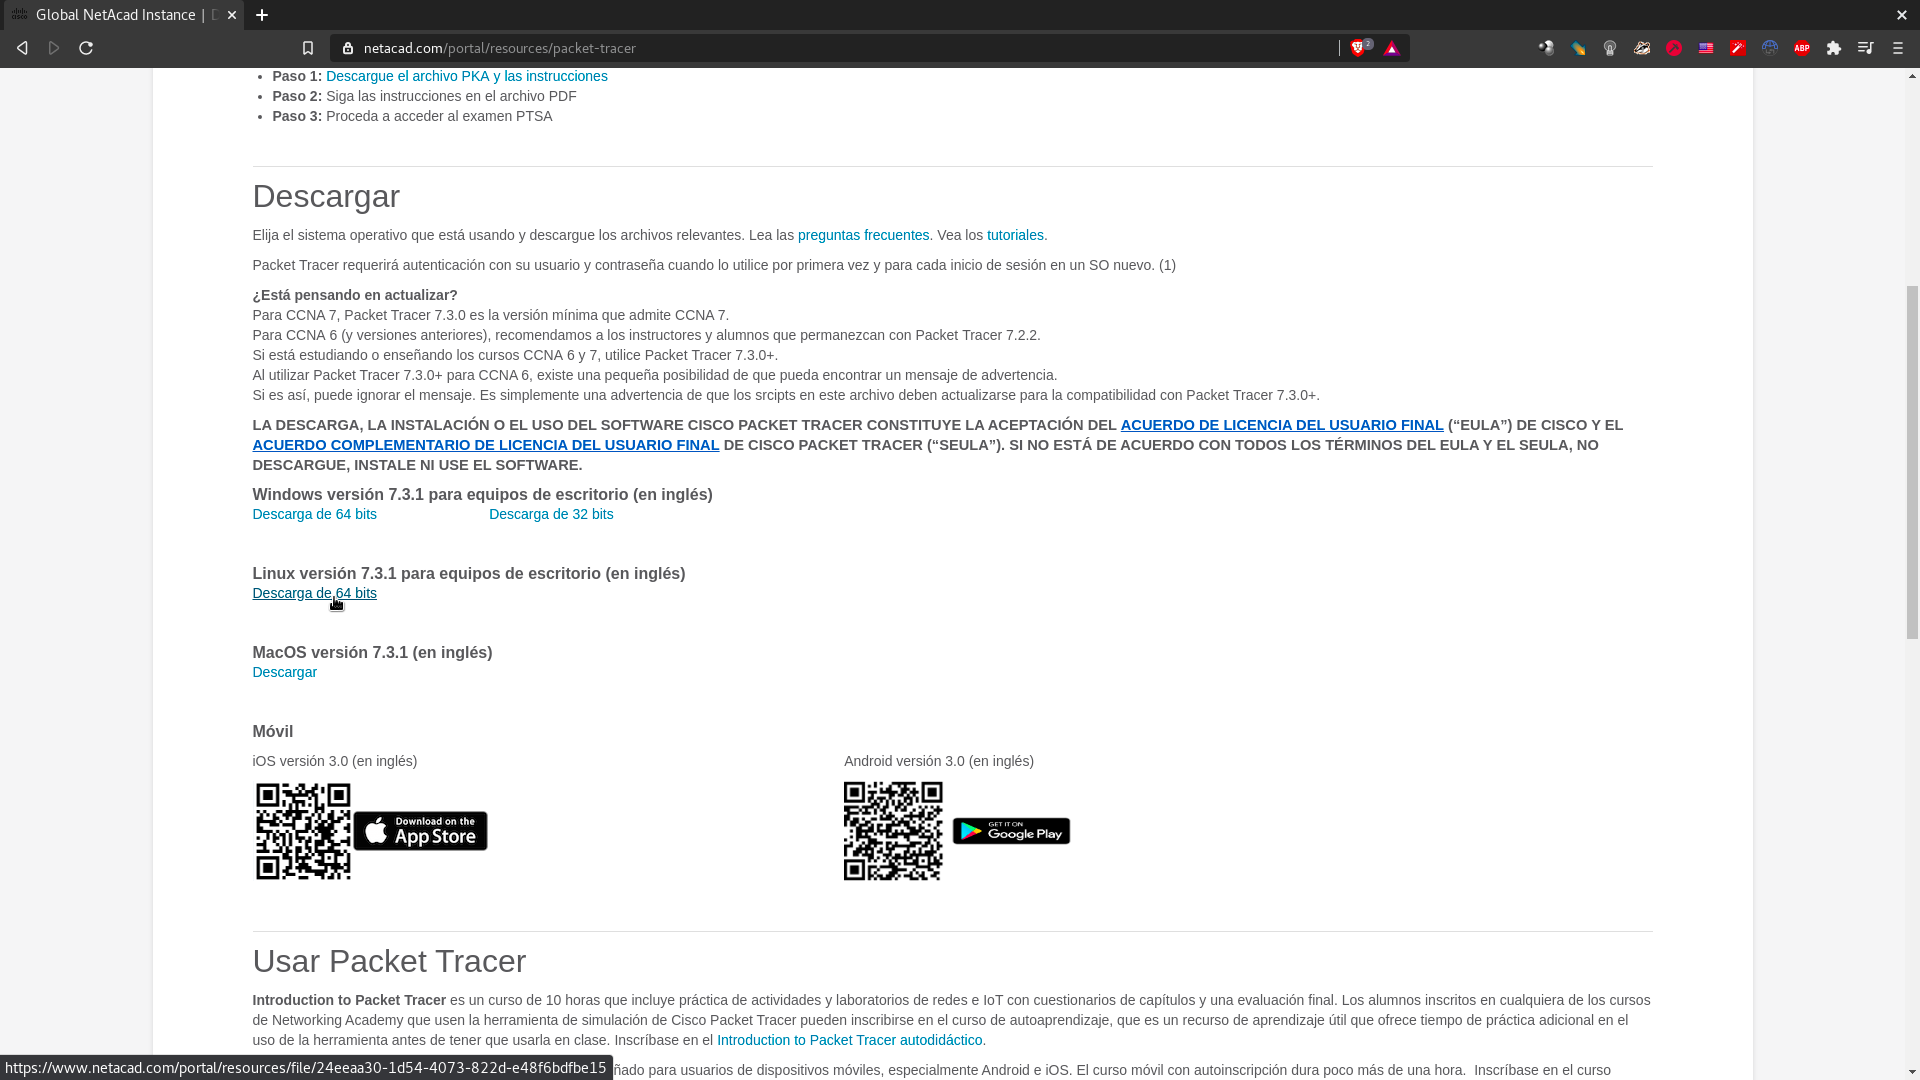 Global NetAcad Instance |
netacad.com/portal/resources/packet-tracer
2
ABP
• Paso 1: Descargue el archivo PKA y las instrucciones
• Paso 2: Siga las instrucciones en el archivo PDF
• Paso 3: Proceda a acceder al examen PTSA
Descargar
Elija el sistema operativo que está usando y descargue los archivos relevantes. Lea las preguntas frecuentes. Vea los tutoriales.
Packet Tracer requerirá autenticación con su usuario y contraseña cuando lo utilice por primera vez y para cada inicio de sesión en un SO nuevo. (1)
¿Está pensando en actualizar?
Para CCNA 7, Packet Tracer 7.3.0 es la versión mínima que admite CCNA 7.
Para CCNA 6 (y versiones anteriores), recomendamos a los instructores y alumnos que permanezcan con Packet Tracer 7.2.2.
Si está estudiando o enseñando los cursos CCNA 6 y 7, utilice Packet Tracer 7.3.0+.
Al utilizar Packet Tracer 7.3.0+ para CCNA 6, existe una pequeña posibilidad de que pueda encontrar un mensaje de advertencia.
Si es así, puede ignorar el mensaje. Es simplemente una advertencia de que los srcipts en este archivo deben actualizarse para la compatibilidad con Packet Tracer 7.3.0+.
LA DESCARGA, LA INSTALACIÓN O EL USO DEL SOFTWARE CISCO PACKET TRACER CONSTITUYE LA ACEPTACIÓN DEL ACUERDO DE LICENCIA DEL USUARIO FINAL (“EULA”) DE CISCO Y EL
ACUERDO COMPLEMENTARIO DE LICENCIA DEL USUARIO FINAL DE CISCO PACKET TRACER (“SEULA”). SI NO ESTÁ DE ACUERDO CON TODOS LOS TÉRMINOS DEL EULA Y EL SEULA, NO
DESCARGUE, INSTALE NI USE EL SOFTWARE.
Windows versión 7.3.1 para equipos de escritorio (en inglés)
Descarga de 64 bits Descarga de 32 bits
Linux versión 7.3.1 para equipos de escritorio (en inglés)
Descarga de 64 bits
MacOS versión 7.3.1 (en inglés)
Descargar
Móvil
iOS versión 3.0 (en inglés) Android versión 3.0 (en inglés)
Download on the
App Store
GET IT ON
Google Play
Usar Packet Tracer
Introduction to Packet Tracer es un curso de 10 horas que incluye práctica de actividades y laboratorios de redes e IoT con cuestionarios de capítulos y una evaluación final. Los alumnos inscritos en cualquiera de los cursos
de Networking Academy que usen la herramienta de simulación de Cisco Packet Tracer pueden inscribirse en el curso de autoaprendizaje, que es un recurso de aprendizaje útil que ofrece tiempo de práctica adicional en el
uso de la herramienta antes de tener que usarla en clase. Inscríbase en el Introduction to Packet Tracer autodidáctico.
https://www.netacad.com/portal/resources/file/24eeaa30-1d54-4073-822d-e48f6bdfbe15
ñado para usuarios de dispositivos móviles, especialmente Android e iOS. El curso móvil con autoinscripción dura poco más de una hora. Inscríbase en el curso